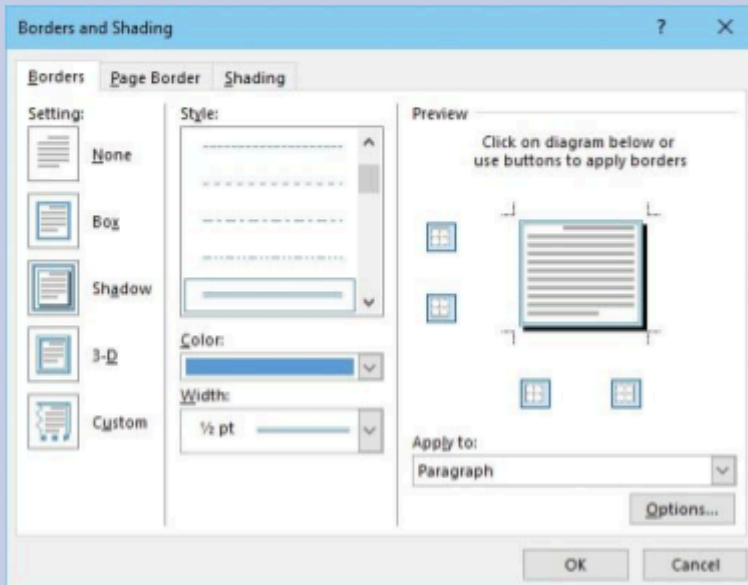 Borders and Shading
?
Borders
Page Border
Shading
Setting:
None
Box
Shadow
3-D
Custom
Style:
Color:
Width:
½ pt
Preview
Click on diagram below or
use buttons to apply borders
Apply to:
Paragraph
Options...
OK
Cancel